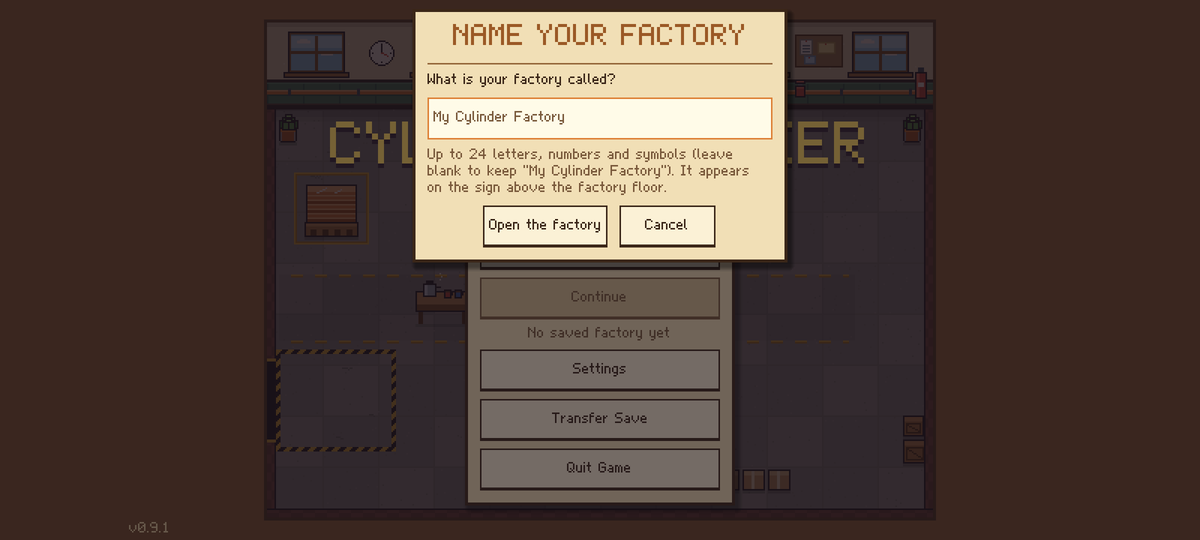 NAME YOUR FACTORY
What is your factory called?
My Cylinder Factory
Up to 24 letters, numbers and symbols (leave
blank to keep "My Cylinder Factory"). It appears
on the sign above the factory floor.
Open the factory
Cancel
Continue
No saved factory yet
Settings
Transfer Save
Quit Game
v0.9.1